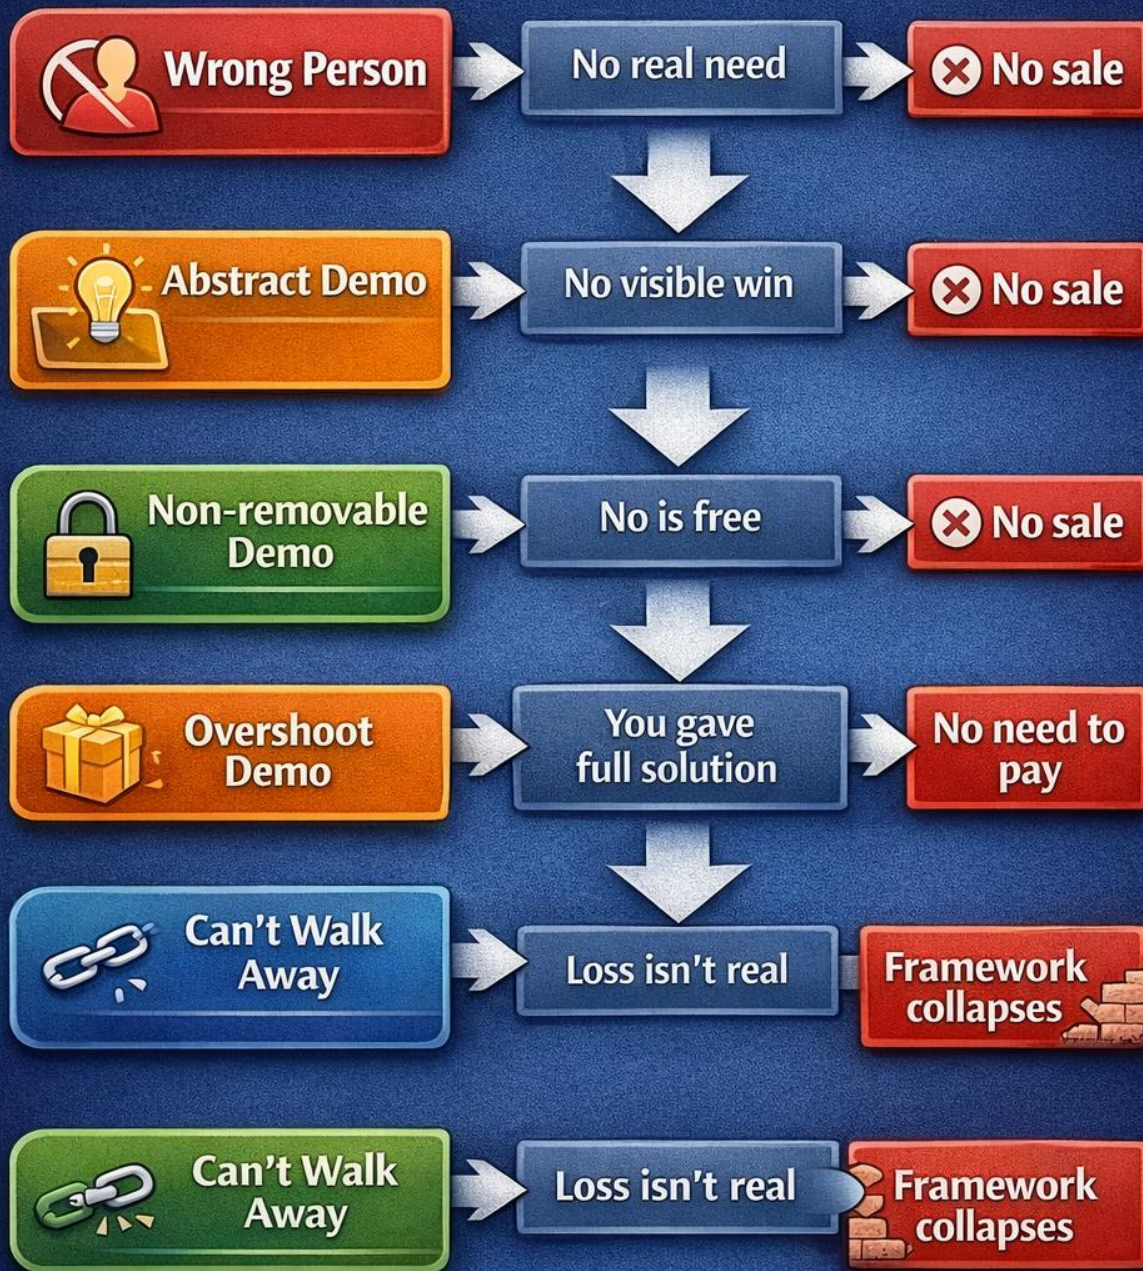 Wrong Person
No real need
No sale
Abstract Demo
No visible win
No sale
Non-removable
Demo
No is free
No sale
Overshoot
Demo
You gave
full solution
No need to
pay
Can't Walk
Away
Loss isn't real
Framework
collapses
Can't Walk
Away
Loss isn't real
Framework
collapses